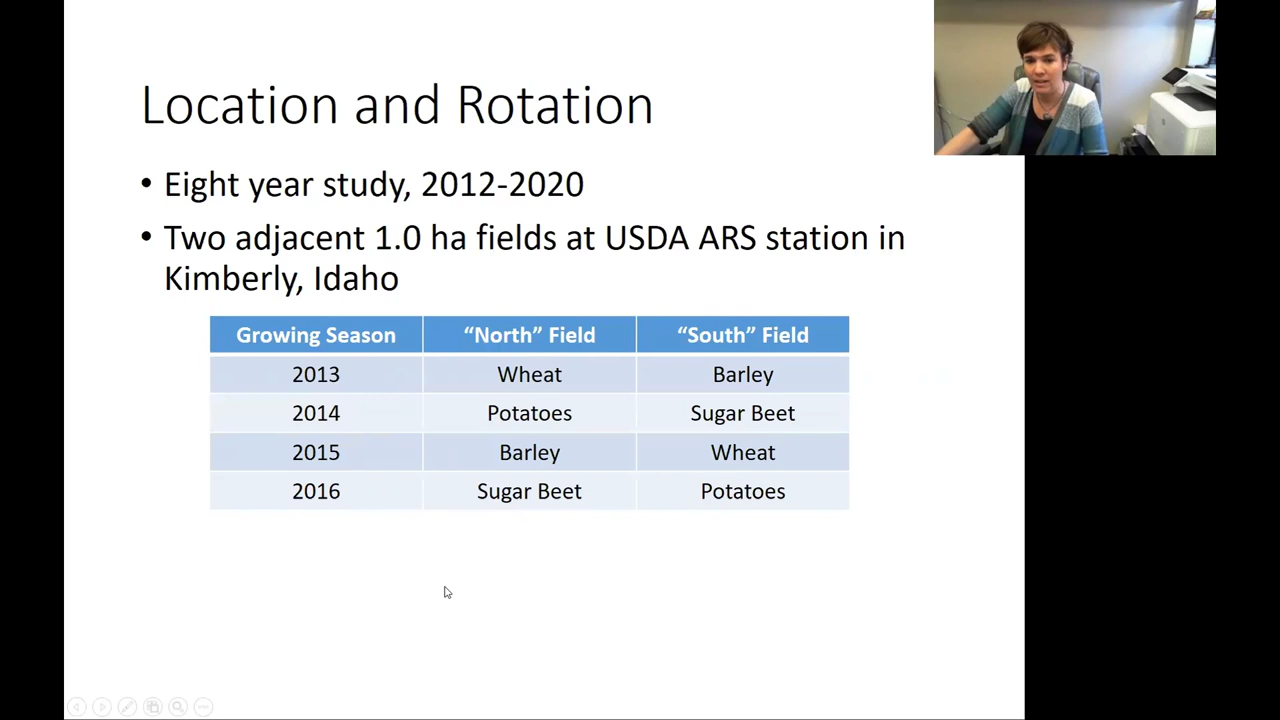 Location and Rotation
• Eight year study, 2012-2020
• Two adjacent 1.0 ha fields at USDA ARS station in
Kimberly, Idaho
Growing Season “North” Field “South” Field
2013 Wheat Barley
2014 Potatoes Sugar Beet
2015 Barley Wheat
2016 Sugar Beet Potatoes